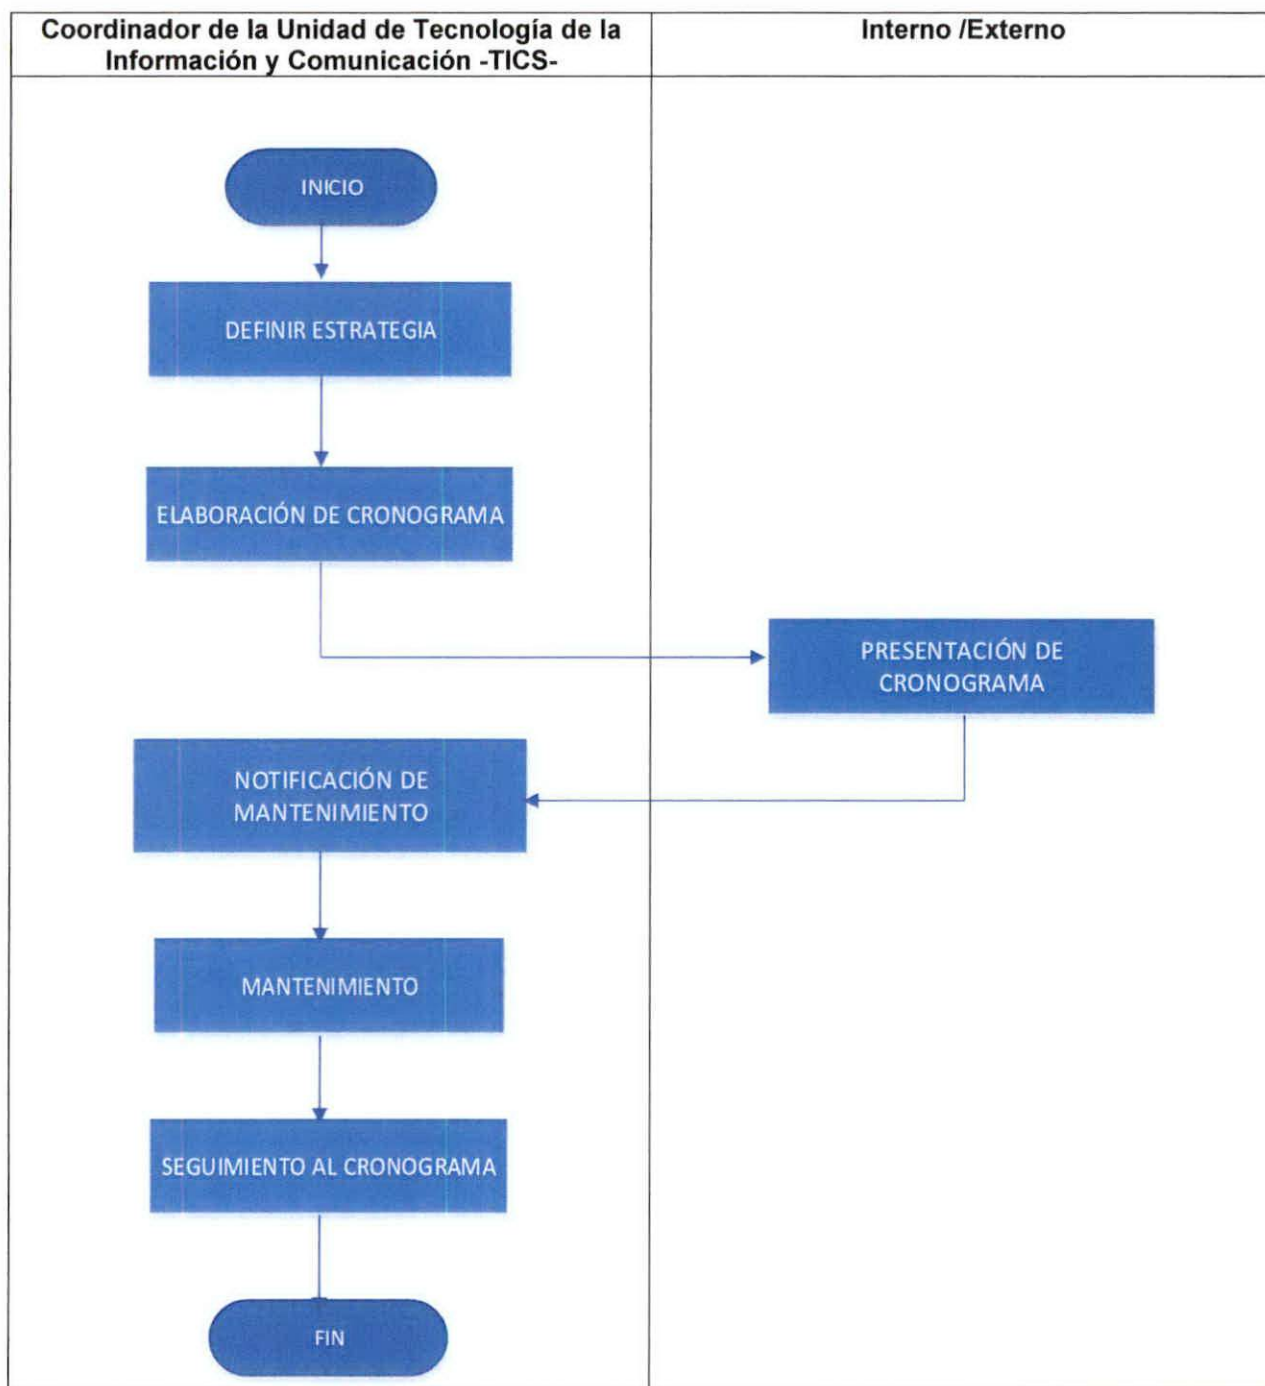 Coordinador de la Unidad de Tecnología de la
Información y Comunicación -TICS-
Interno /Externo
INICIO
DEFINIR ESTRATEGIA
ELABORACIÓN DE CRONOGRAMA
PRESENTACIÓN DE
CRONOGRAMA
NOTIFICACIÓN DE
MANTENIMIENTO
MANTENIMIENTO
SEGUIMIENTO AL CRONOGRAMA
FIN